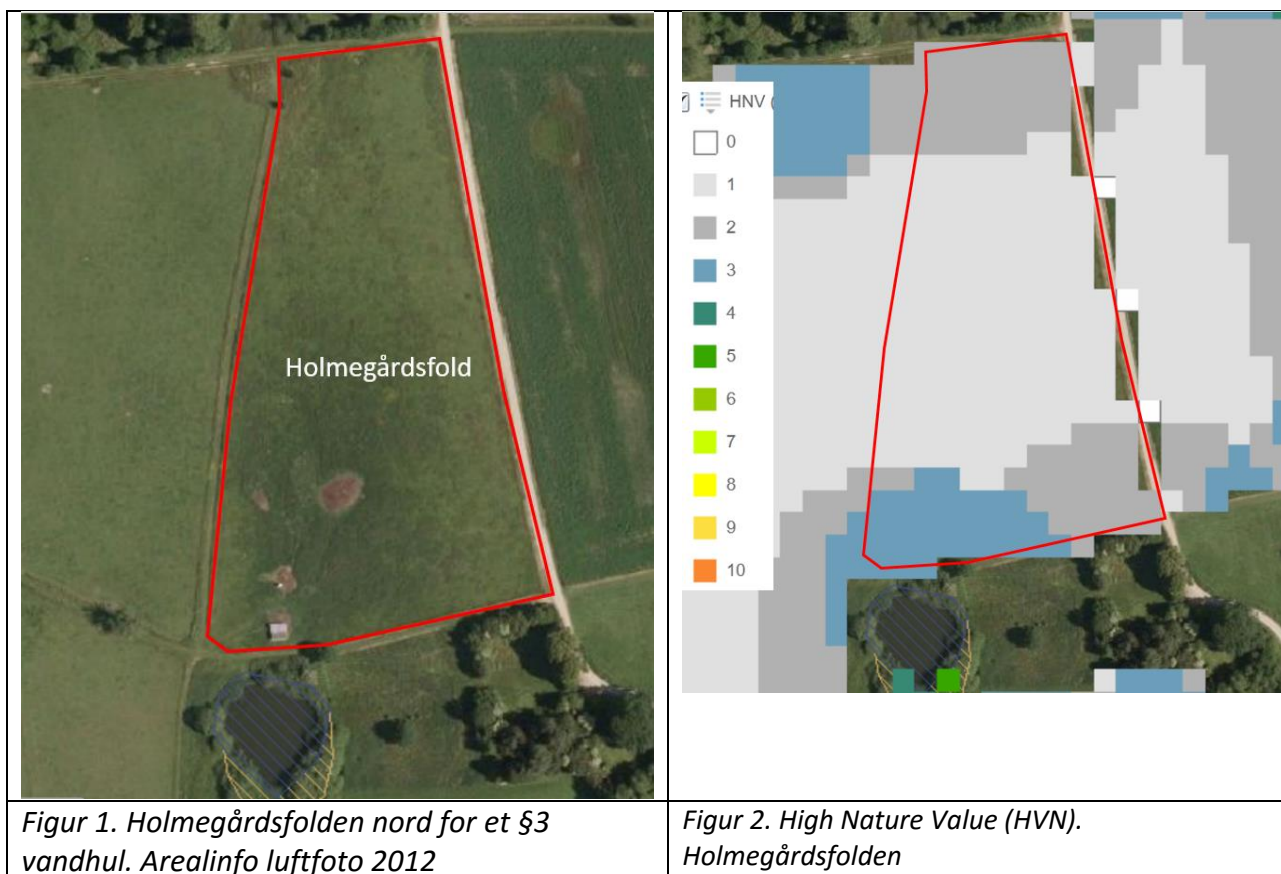 Holmegårdsfold
Figur 1. Holmegårdsfolden nord for et §3
vandhul. Arealinfo luftfoto 2012
HNV (
0
1
2
3
4
5
6
7
8
9
10
Figur 2. High Nature Value (HVN).
Holmegårdsfolden